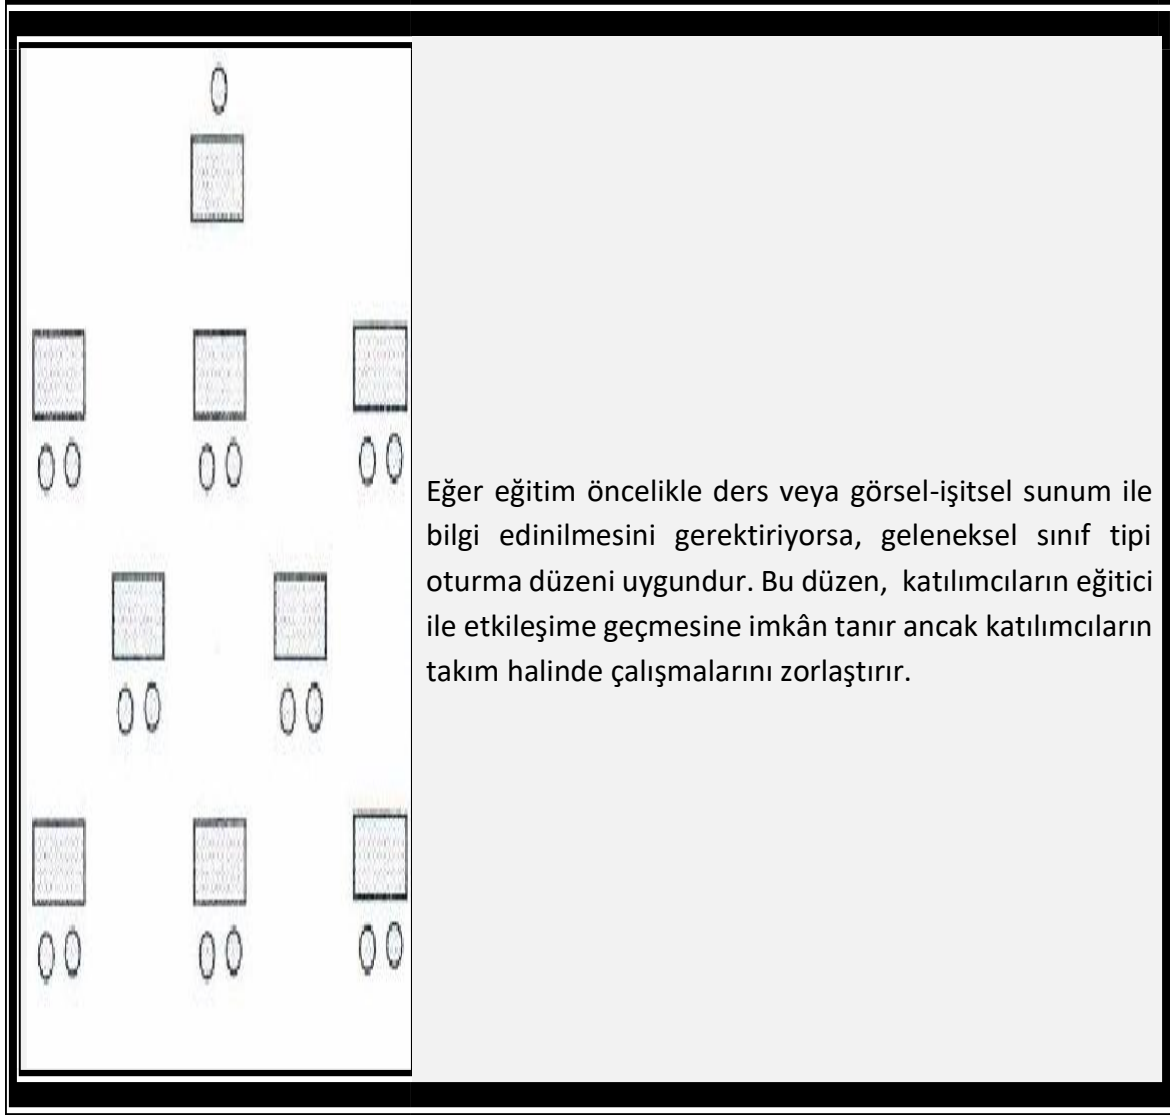 Eğer eğitim öncelikle ders veya görsel-işitsel sunum ile
bilgi edinilmesini gerektiriyorsa, geleneksel sınıf tipi
oturma düzeni uygundur. Bu düzen, katılımcıların eğitici
ile etkileşime geçmesine imkân tanır ancak katılımcıların
takım halinde çalışmalarını zorlaştırır.